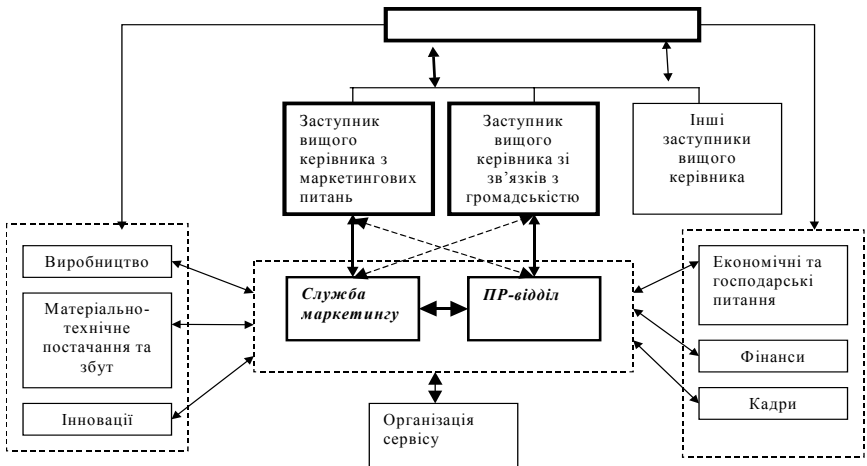 Заступник
вищого
керівника з
маркетингових
питань
Заступник
вищого
керівника зі
зв’язків з
громадськістю
Інші
заступники
вищого
керівника
Виробництво
Матеріально-
технічне
постачання та
збут
Інновації
Служба
маркетингу
ПР-відділ
Економічні та
господарські
питання
Фінанси
Кадри
Організація
сервісу